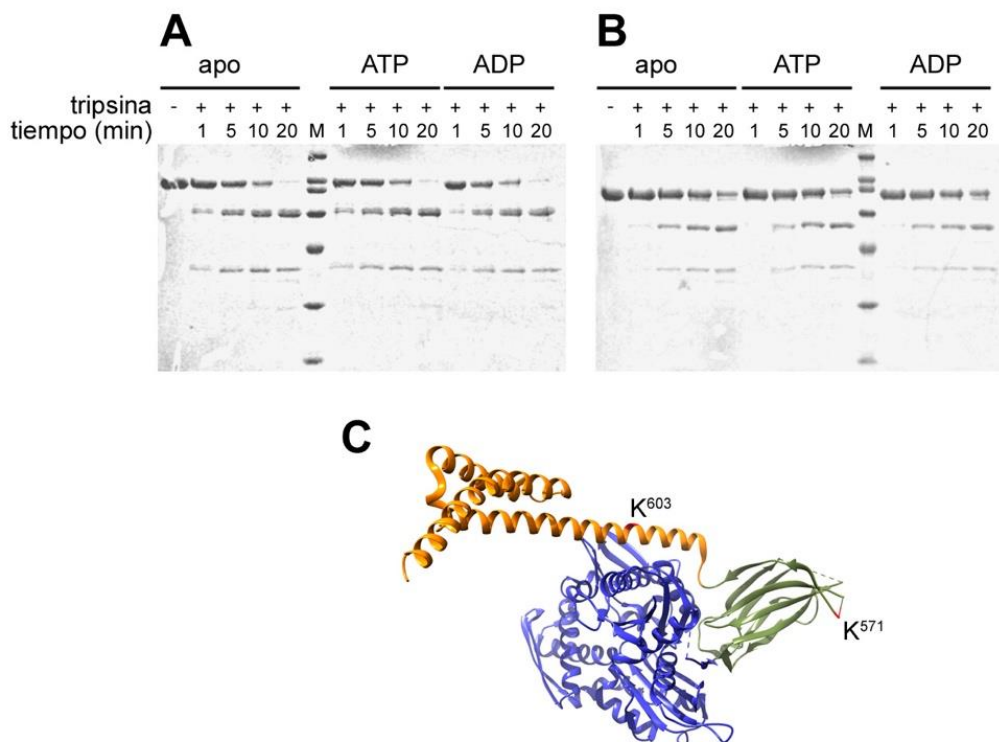 A B
apo ATP ADP apo ATP ADP
tripsina - + + + + + + + + + + + + - + + + + + + + + + + + +
tiempo (min) 1 5 10 20 M 1 5 10 20 1 5 10 20 1 5 10 20 1 5 10 20 M 1 5 10 20
C
K603
K571